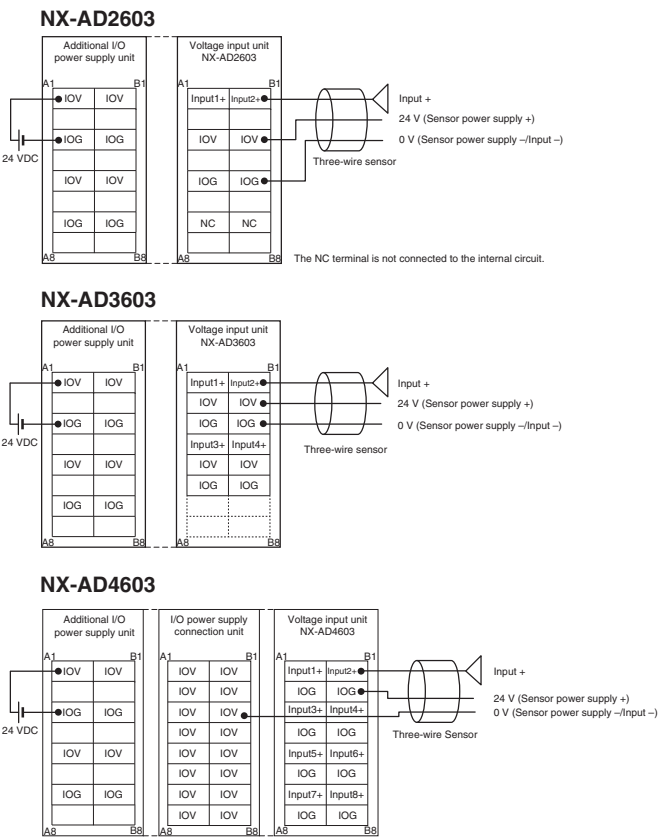 NX-AD2603
Additional I/O
power supply unit
Voltage input unit
NX-AD2603
A1 B1 A1 B1
IOV IOV Input1+ Input2+ Input +
24 V (Sensor power supply +)
IOG IOG IOV IOV 0 V (Sensor power supply –/Input –)
24 VDC
Three-wire sensor
IOV IOV IOG IOG
IOG IOG NC NC
A8 B8 A8 B8
The NC terminal is not connected to the internal circuit.
NX-AD3603
Additional I/O
power supply unit
Voltage input unit
NX-AD3603
A1 B1 A1 B1
IOV IOV Input1+ Input2+ Input +
IOV IOV 24 V (Sensor power supply +)
IOG IOG IOG IOG 0 V (Sensor power supply –/Input –)
24 VDC
Input3+ Input4+
Three-wire sensor
IOV IOV IOV IOV
IOG IOG
IOG IOG
A8 B8 A8 B8
NX-AD4603
Additional I/O
power supply unit
I/O power supply
connection unit
Voltage input unit
NX-AD4603
A1 B1 A1 B1 A1 B1
IOV IOV IOV IOV Input1+ Input2+ Input +
IOV IOV IOG IOG 24 V (Sensor power supply +)
IOG IOG IOV IOV Input3+ Input4+ 0 V (Sensor power supply –/Input –)
24 VDC
IOV IOV IOG IOG Three-wire Sensor
IOV IOV IOV IOV Input5+ Input6+
IOV IOV IOG IOG
IOG IOG IOV IOV Input7+ Input8+
IOV IOV IOG IOG
A8 B8 A8 B8 A8 B8